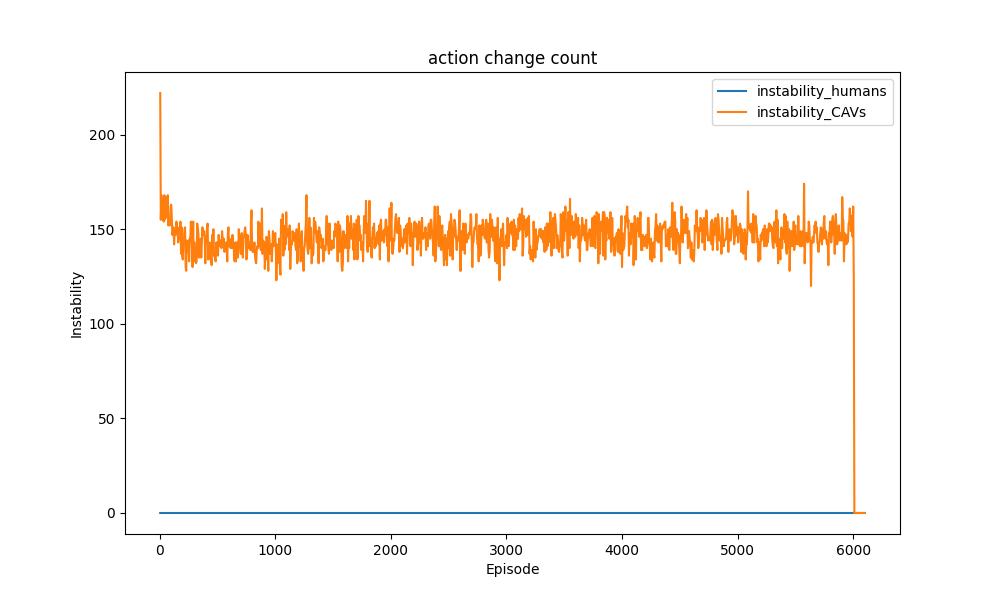 action change count
instability_humans
instability_CAVs
200
150
100
50
0
Instability
0 1000 2000 3000 4000 5000 6000
Episode